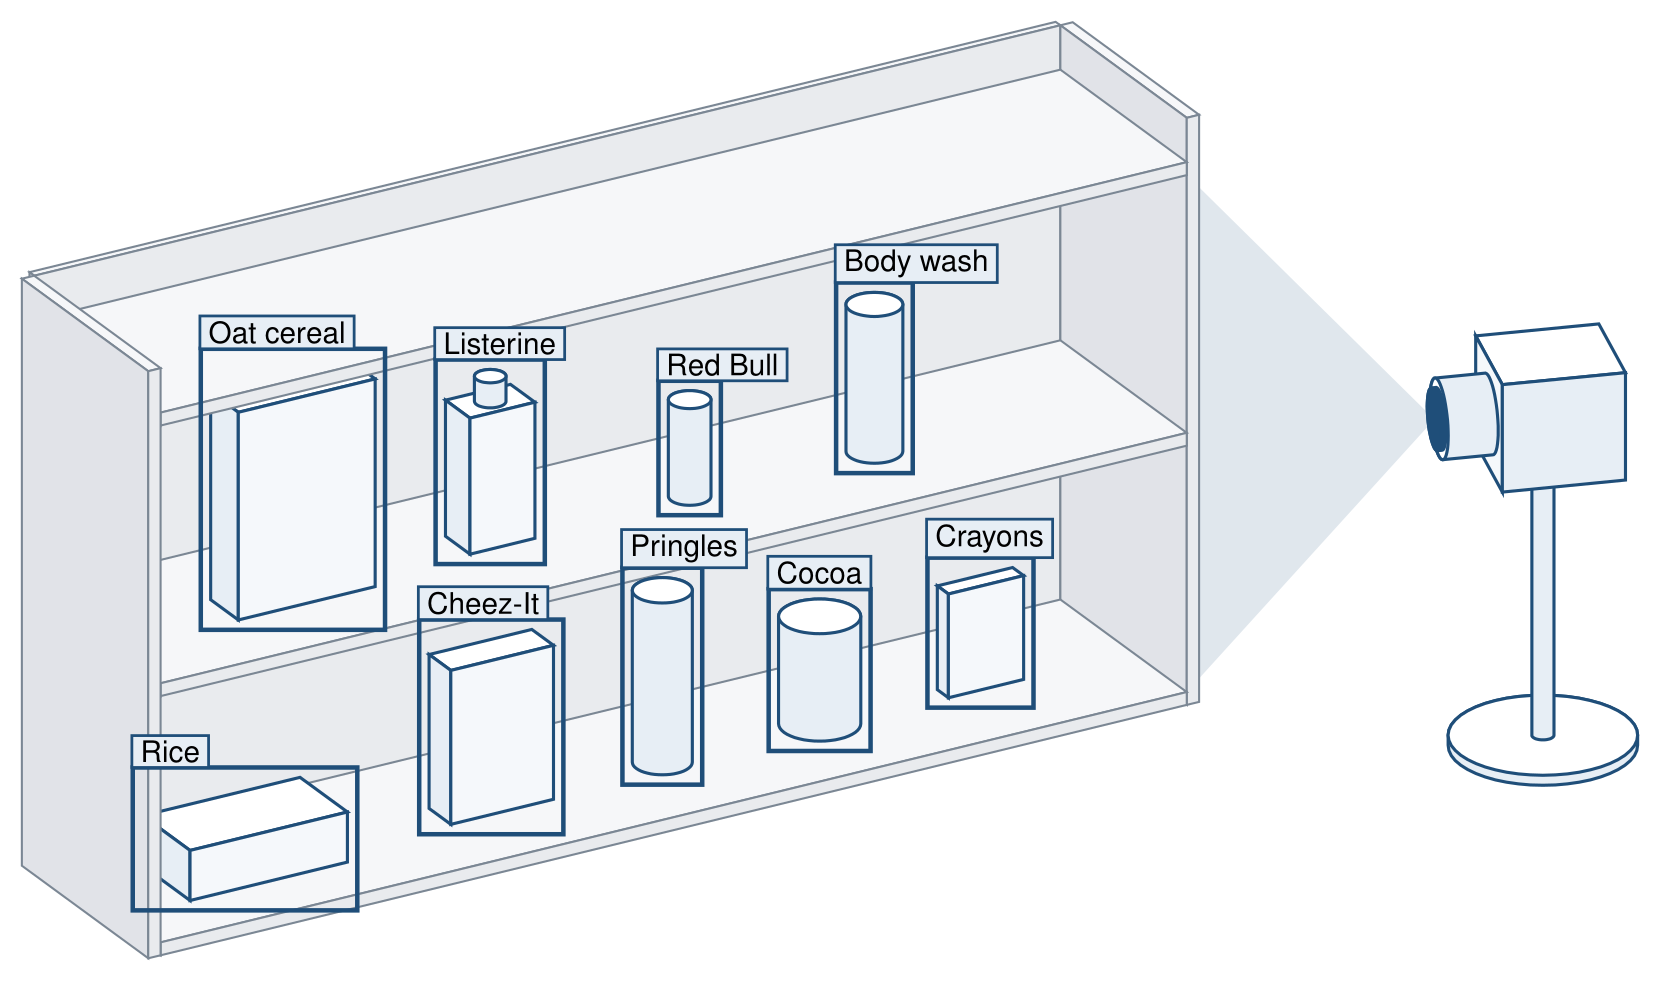 Body wash
Oat cereal
Listerine
Red Bull
Crayons
Pringles
Cocoa
Cheez-It
Rice